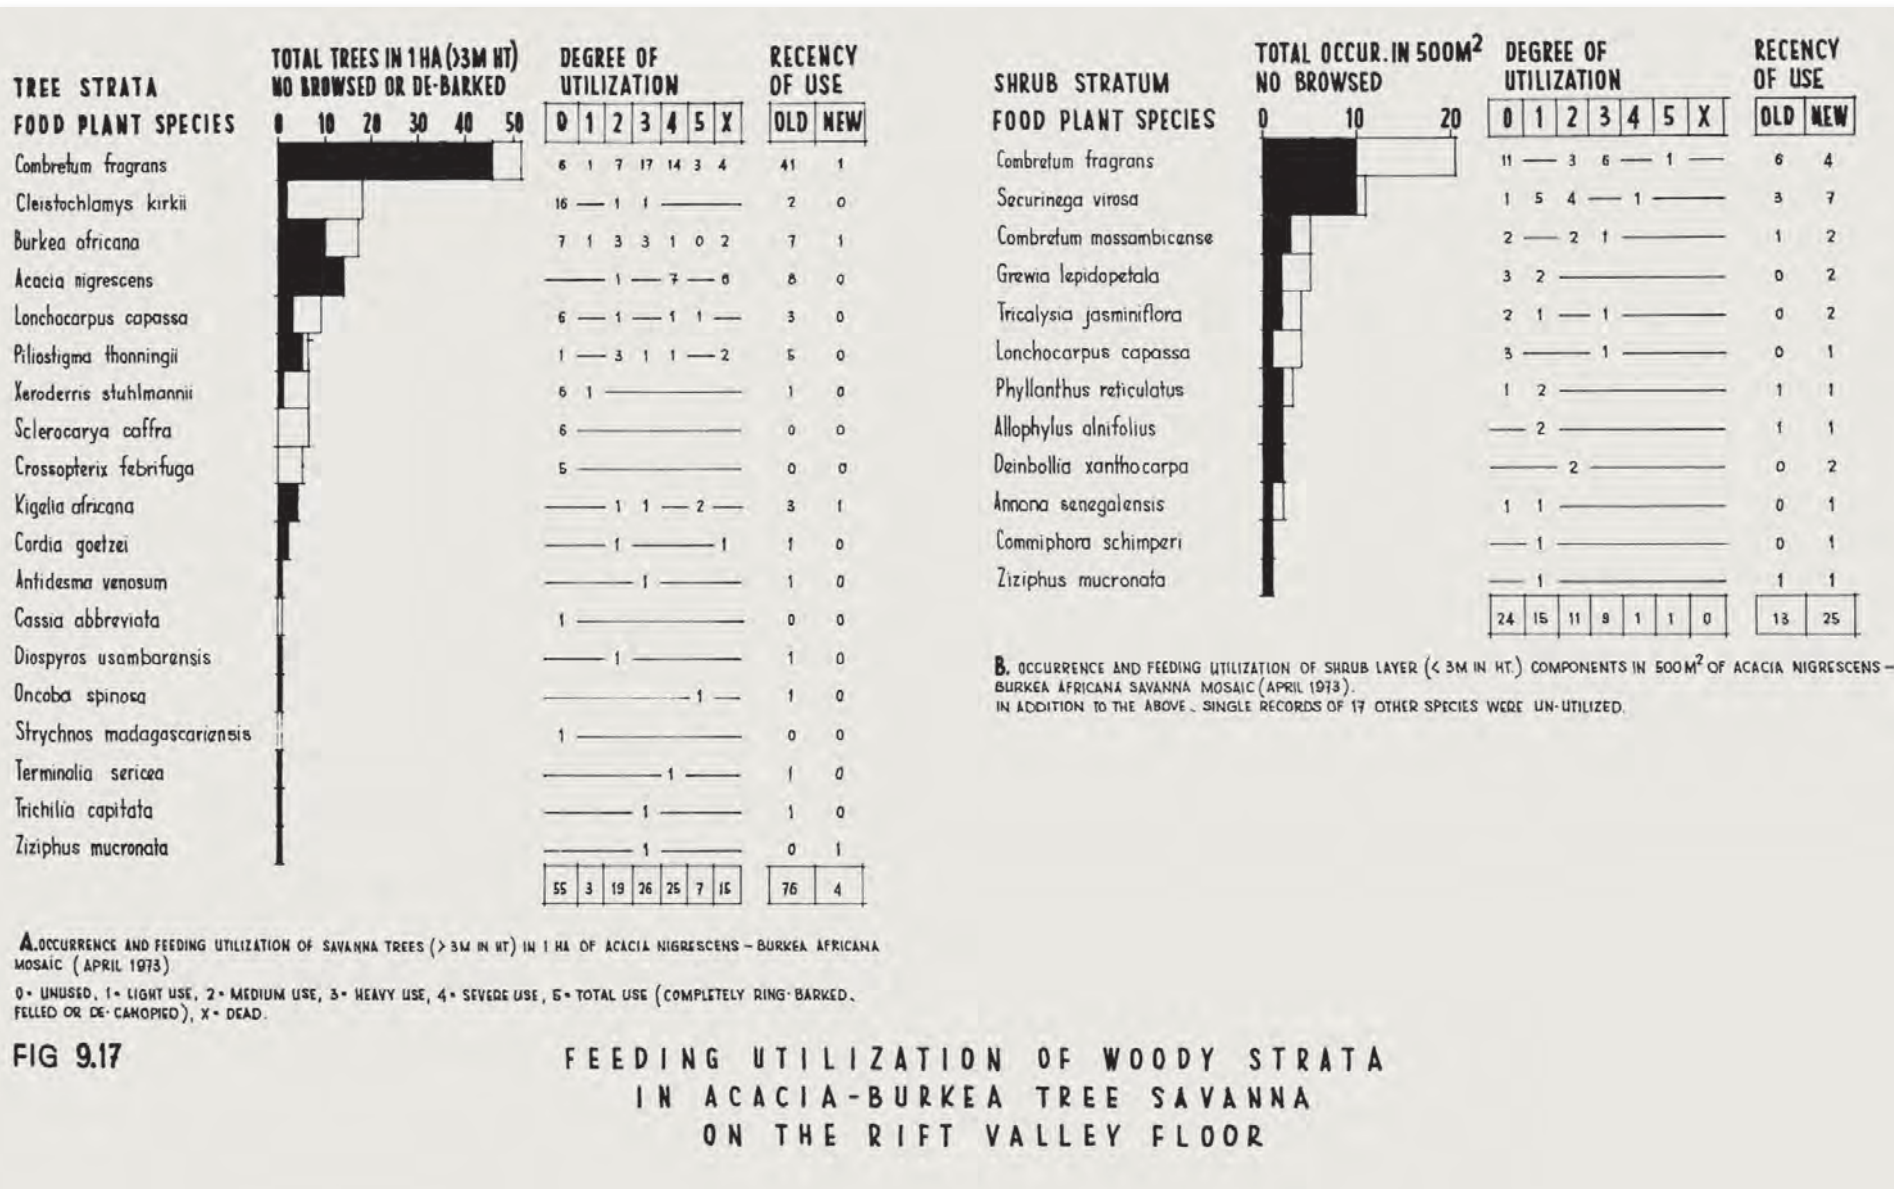 TREE STRATA
FOOD PLANT SPECIES
TOTAL TREES IN 1 HA (>3M HT)
NO BROWSED OR DE-BARKED
0 10 20 30 40 50
DEGREE OF
UTILIZATION
0 1 2 3 4 5 X
RECENCY
OF USE
OLD NEW
Combretum fragrans 6 1 7 17 14 3 4 41 1
Cleistochlamys kirkii 16 — 1 1 — 2 0
Burkea africana 7 1 3 3 1 0 2 7 1
Acacia nigrescens — 1 — 7 — 6 8 0
Lonchocarpus capassa 6 — 1 — 1 1 — 3 0
Piliostigma thonningii 1 — 3 1 1 — 2 5 0
Xeroderris stuhlmannii 6 1 — 1 0
Sclerocarya caffra 6 — 0 0
Crossopterix febrifuga 5 — 0 0
Kigelia africana — 1 1 — 2 — 3 1
Cordia goetzei — 1 — 1 1 0
Antidesma venosum — 1 — 1 0
Cassia abbreviata 1 — 0 0
Diospyros usambarensis — 1 — 1 0
Oncoba spinosa — 1 — 1 0
Strychnos madagascariensis 1 — 0 0
Terminalia sericea — 1 — 1 0
Trichilia capitata — 1 — 1 0
Ziziphus mucronata — 1 — 0 1
55 3 19 26 25 7 15 76 4
A. OCCURRENCE AND FEEDING UTILIZATION OF SAVANNA TREES (> 3M IN HT) IN 1 HA OF ACACIA NIGRESCENS – BURKEA AFRICANA
MOSAIC (APRIL 1973)
0 = UNUSED, 1 = LIGHT USE, 2 = MEDIUM USE, 3 = HEAVY USE, 4 = SEVERE USE, 5 = TOTAL USE (COMPLETELY RING-BARKED,
FELLED OR DE-CANOPIED), X = DEAD.
SHRUB STRATUM
FOOD PLANT SPECIES
TOTAL OCCUR. IN 500M²
NO BROWSED
0 10 20
DEGREE OF
UTILIZATION
0 1 2 3 4 5 X
RECENCY
OF USE
OLD NEW
Combretum fragrans 11 — 3 6 — 1 — 6 4
Securinega virosa 1 5 4 — 1 — 3 7
Combretum mossambicense 2 — 2 1 — 1 2
Grewia lepidopetala 3 2 — 0 2
Tricalysia jasminiflora 2 1 — 1 — 0 2
Lonchocarpus capassa 3 — 1 — 0 1
Phyllanthus reticulatus 1 2 — 1 1
Allophylus alnifolius — 2 — 1 1
Deinbollia xanthocarpa — 2 — 0 2
Annona senegalensis 1 1 — 0 1
Commiphora schimperi — 1 — 0 1
Ziziphus mucronata — 1 — 1 1
24 15 11 9 1 1 0 13 25
B. OCCURRENCE AND FEEDING UTILIZATION OF SHRUB LAYER (< 3M IN HT.) COMPONENTS IN 500M² OF ACACIA NIGRESCENS –
BURKEA AFRICANA SAVANNA MOSAIC (APRIL 1973).
IN ADDITION TO THE ABOVE, SINGLE RECORDS OF 17 OTHER SPECIES WERE UN-UTILIZED.
FIG 9.17
FEEDING UTILIZATION OF WOODY STRATA
IN ACACIA-BURKEA TREE SAVANNA
ON THE RIFT VALLEY FLOOR